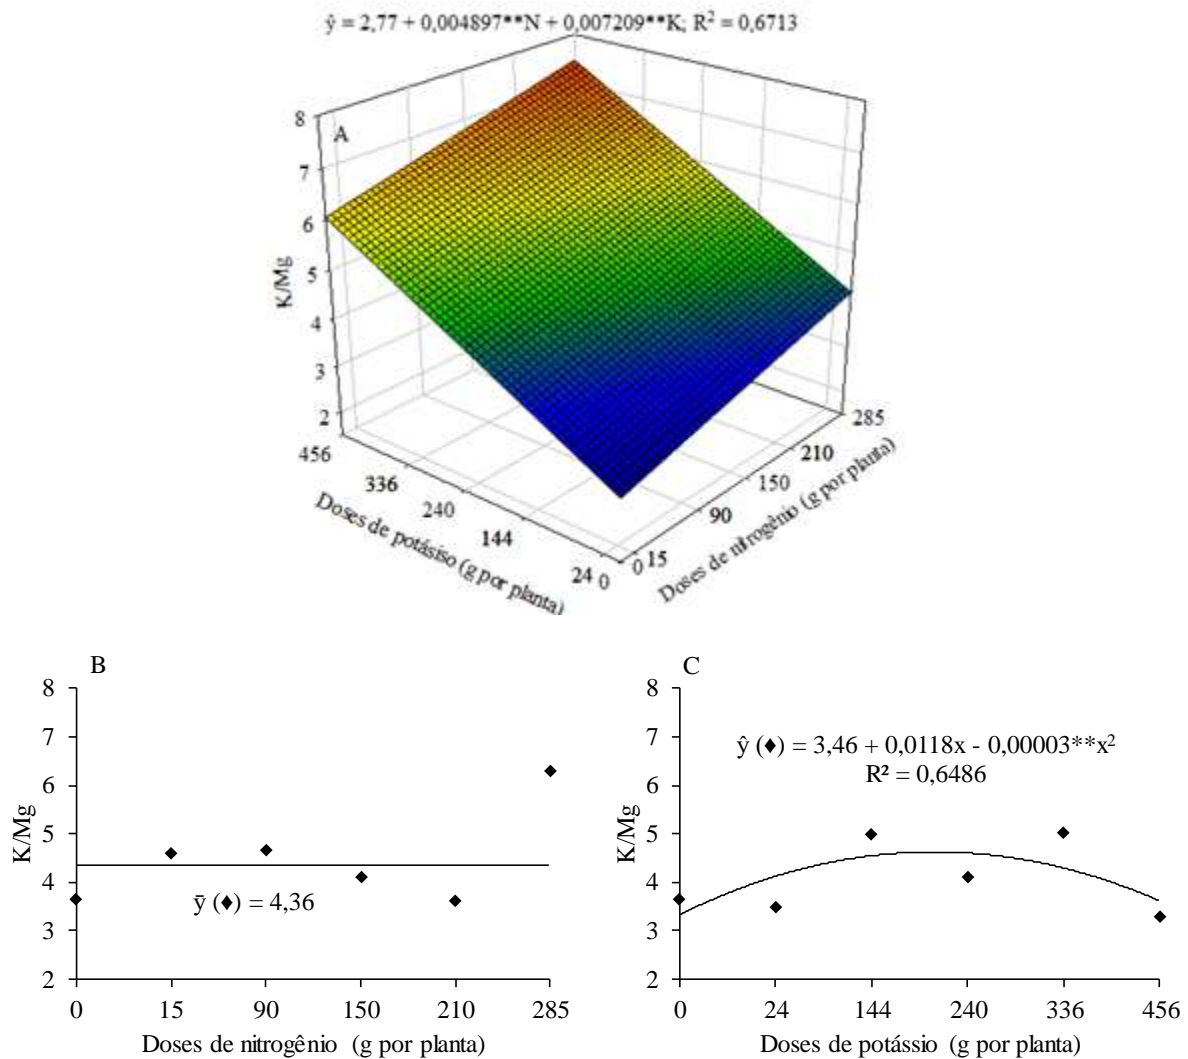 ŷ = 2,77 + 0,004897**N + 0,007209**K; R² = 0,6713
A
8
7
6
5
4
3
2
K/Mg
456
336
240
144
24
0
Doses de potásiso (g por planta)
0
15
90
150
210
285
Doses de nitrogênio (g por planta)
B
8
7
6
5
4
3
2
K/Mg
ȳ (♦) = 4,36
0 15 90 150 210 285
Doses de nitrogênio (g por planta)
C
8
7
6
5
4
3
2
K/Mg
ŷ (♦) = 3,46 + 0,0118x - 0,00003**x²
R² = 0,6486
0 24 144 240 336 456
Doses de potássio (g por planta)